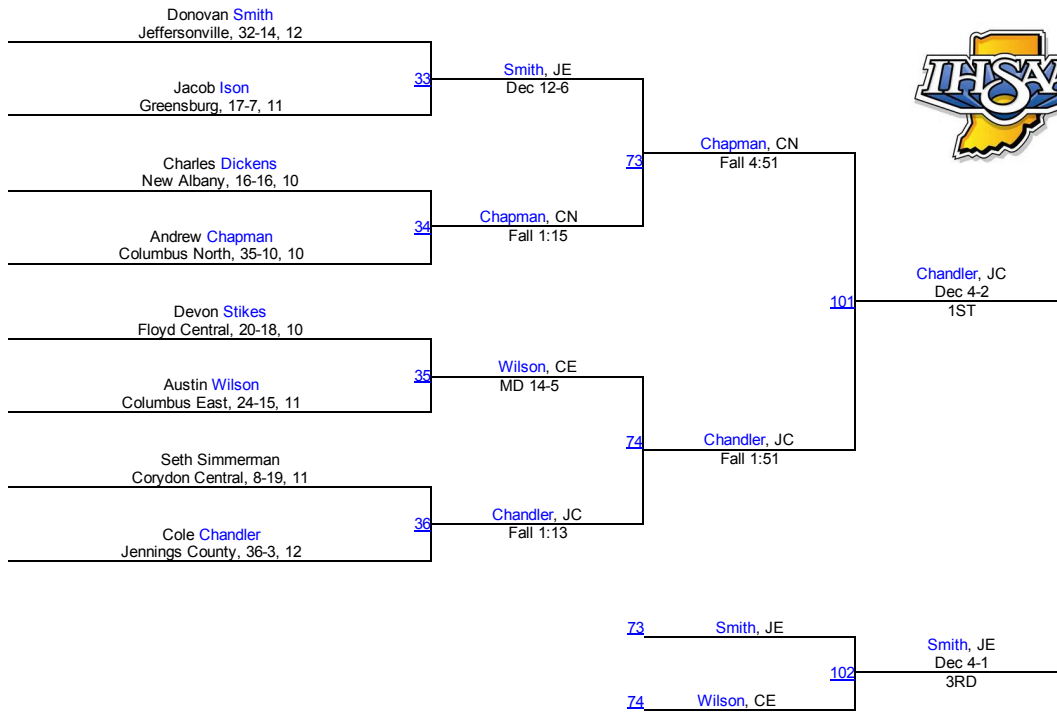 Donovan Smith
Jeffersonville, 32-14, 12
33
Smith, JE
Dec 12-6
Jacob Ison
Greensburg, 17-7, 11
IHSAA
73
Chapman, CN
Fall 4:51
Charles Dickens
New Albany, 16-16, 10
34
Chapman, CN
Fall 1:15
Andrew Chapman
Columbus North, 35-10, 10
101
Chandler, JC
Dec 4-2
1ST
Devon Stikes
Floyd Central, 20-18, 10
35
Wilson, CE
MD 14-5
Austin Wilson
Columbus East, 24-15, 11
74
Chandler, JC
Fall 1:51
Seth Simmerman
Corydon Central, 8-19, 11
36
Chandler, JC
Fall 1:13
Cole Chandler
Jennings County, 36-3, 12
73
Smith, JE
102
Smith, JE
Dec 4-1
3RD
74
Wilson, CE